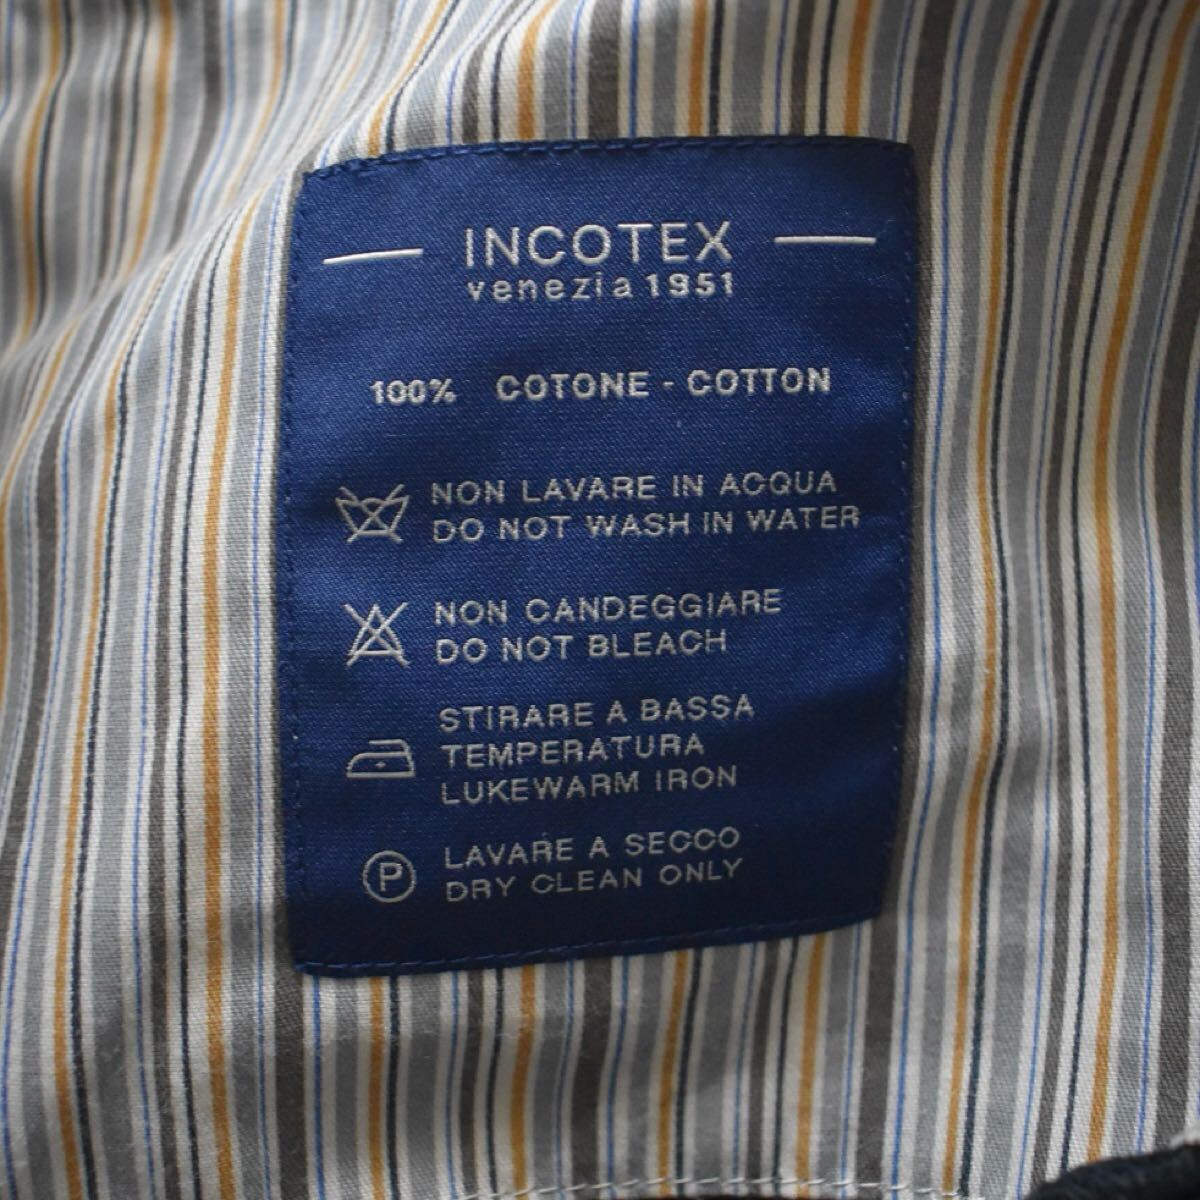 INCOTEX
venezia 1951
100% COTONE - COTTON
NON LAVARE IN ACQUA
DO NOT WASH IN WATER
NON CANDEGGIARE
DO NOT BLEACH
STIRARE A BASSA
TEMPERATURA
LUKEWARM IRON
P
LAVARE A SECCO
DRY CLEAN ONLY